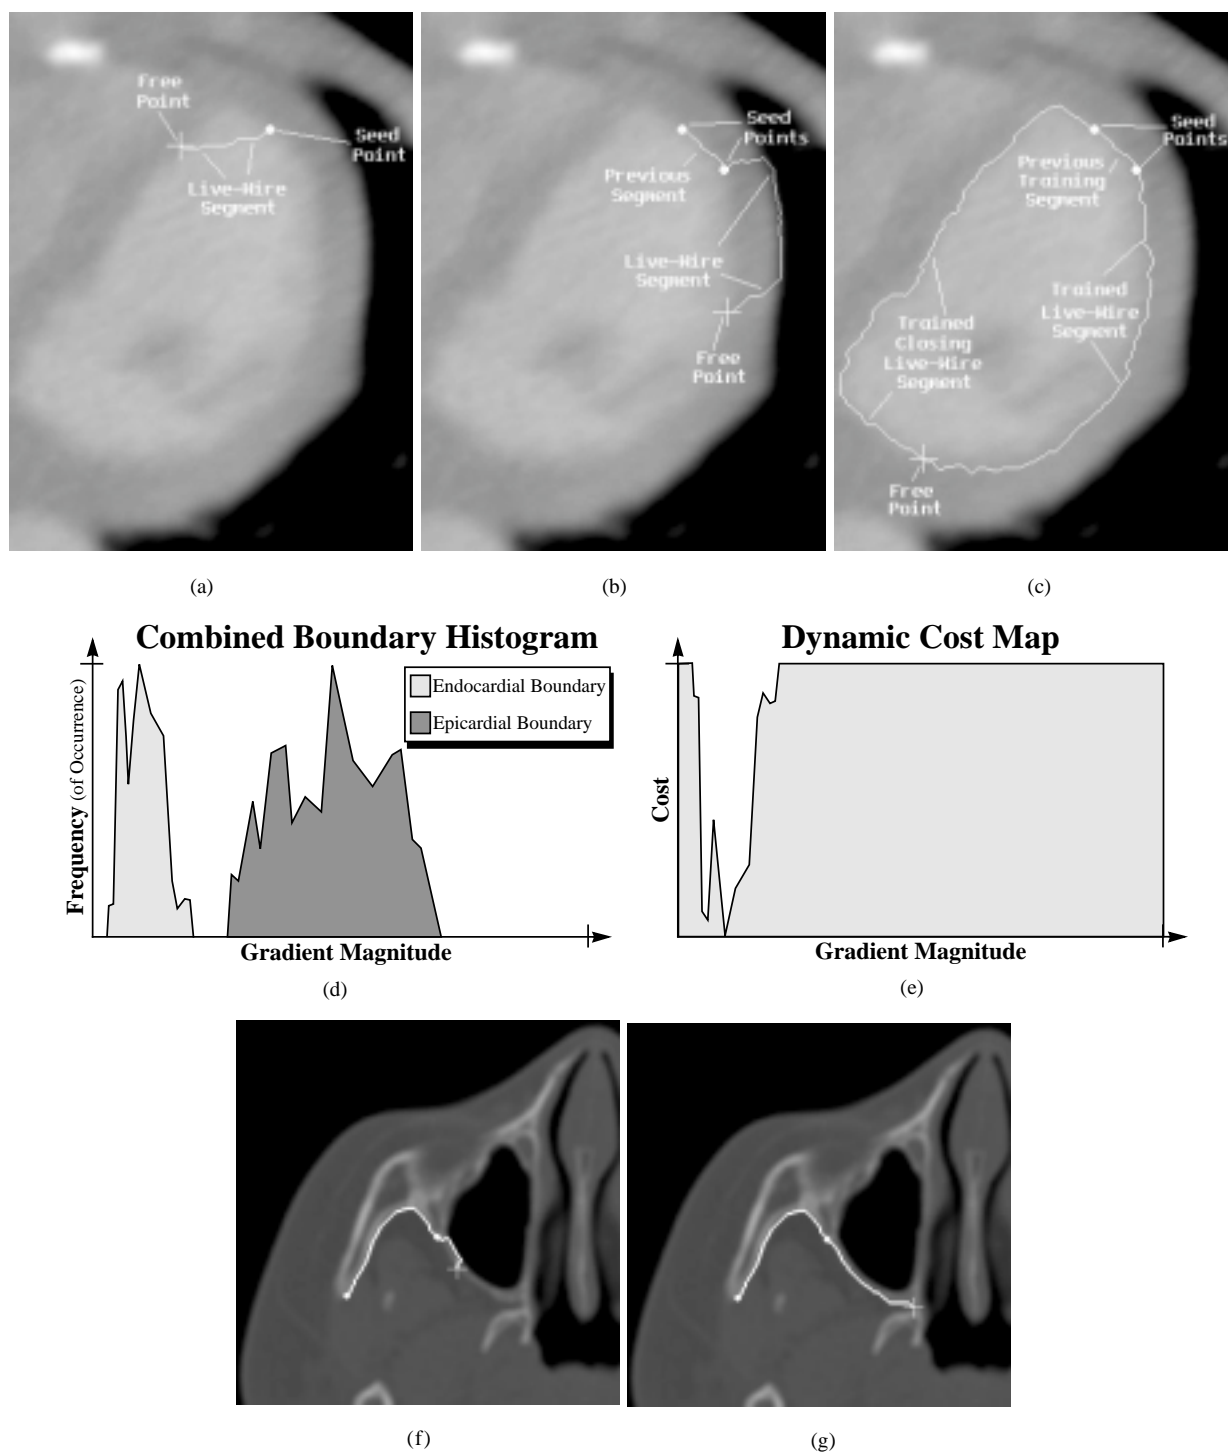 Free
Point
Seed
Point
Live-Wire
Segment
Seed
Points
Previous
Segment
Live-Wire
Segment
Free
Point
Seed
Points
Previous
Training
Segment
Trained
Live-Wire
Segment
Trained
Closing
Live-Wire
Segment
Free
Point
(a)
(b)
(c)
Combined Boundary Histogram
Endocardial Boundary
Epicardial Boundary
Frequency (of Occurrence)
Gradient Magnitude
(d)
Dynamic Cost Map
Cost
Gradient Magnitude
(e)
(f)
(g)